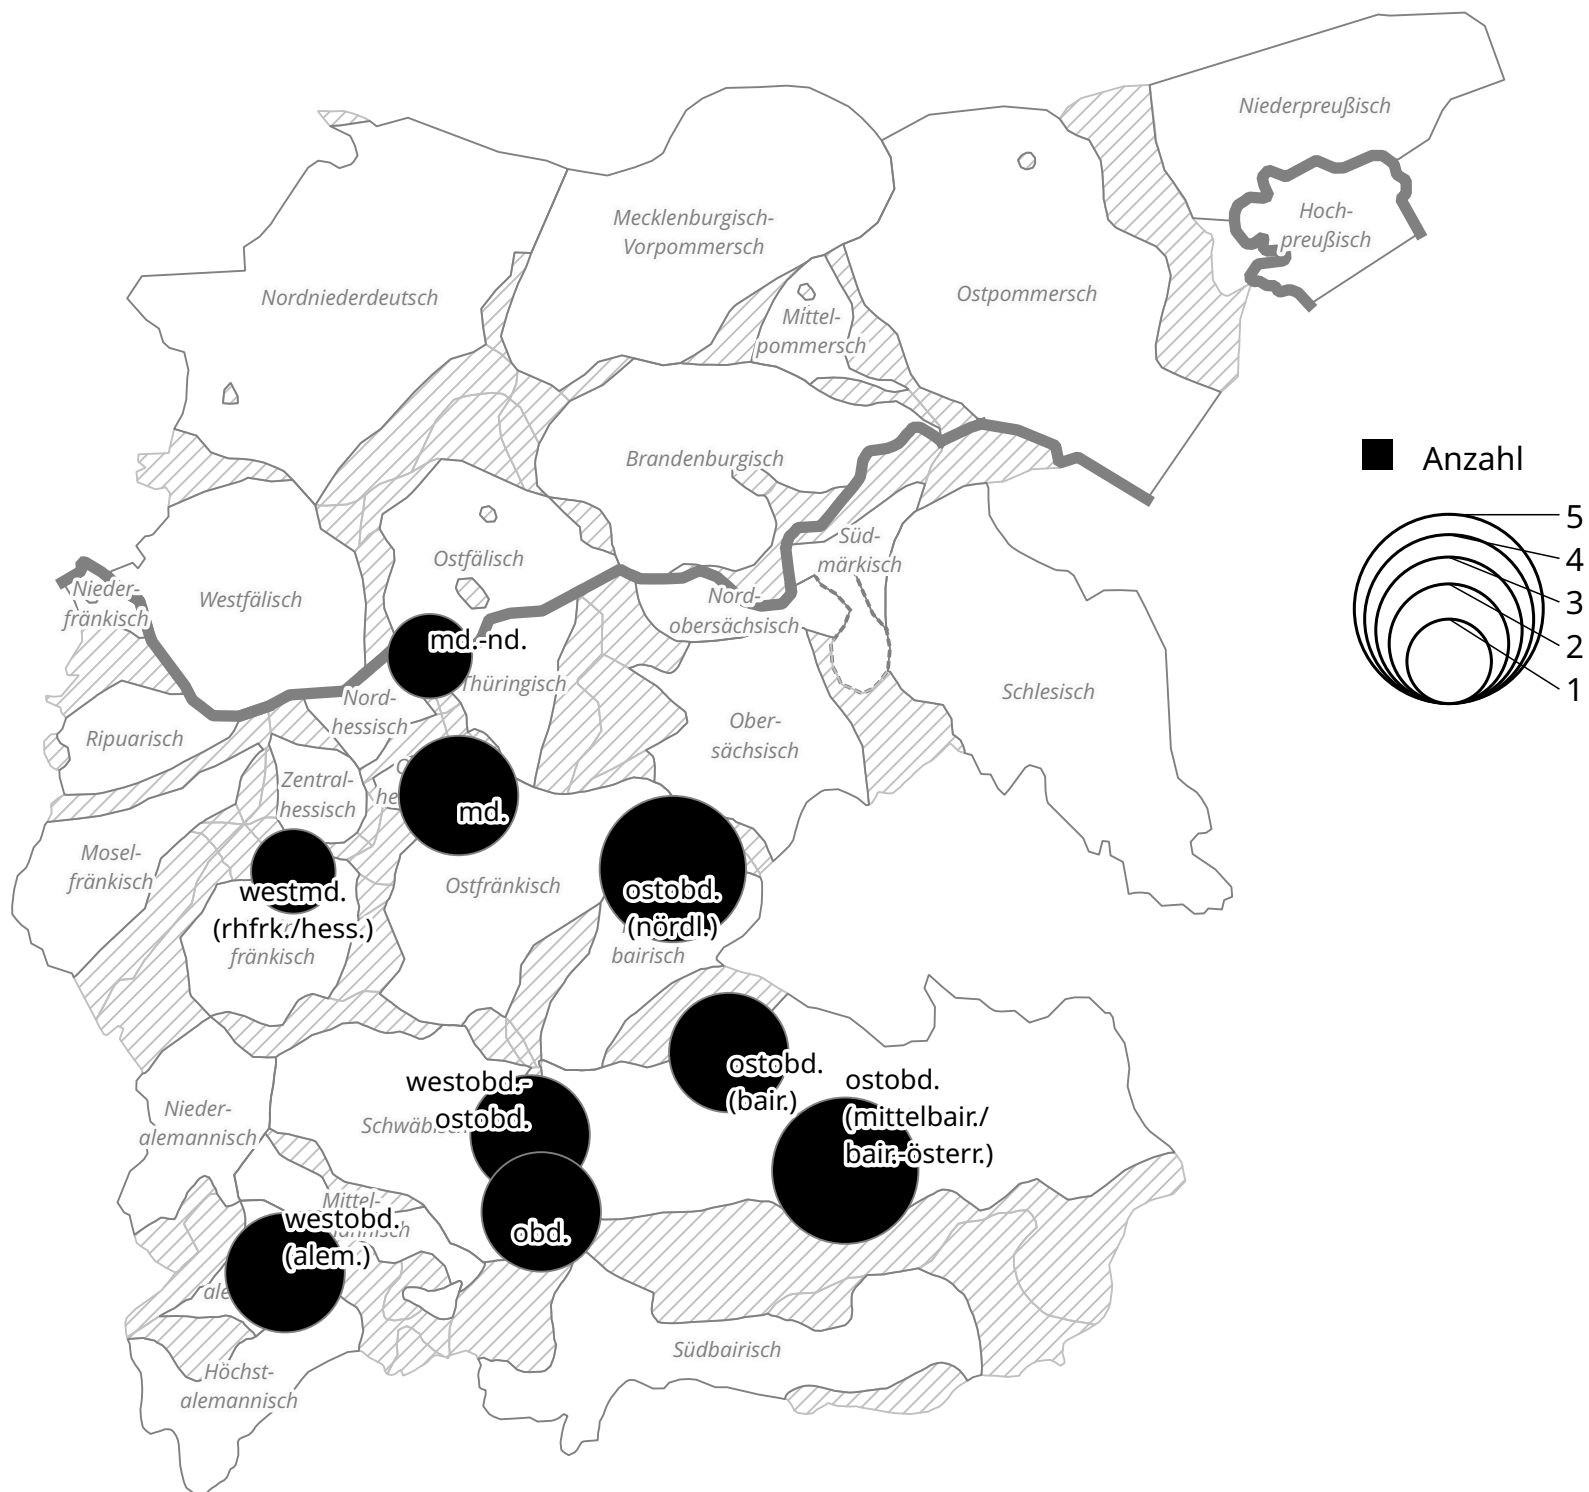 Niederpreußisch
Hoch-
preußisch
Mecklenburgisch-
Vorpommersch
Nordniederdeutsch
Ostpommersch
Mittel-
pommersch
Brandenburgisch
Anzahl
5
4
3
2
1
Süd-
märkisch
Ostfälisch
Nieder-
fränkisch
Westfälisch
Nord-
obersächsisch
md.-nd.
Thüringisch
Schlesisch
Nord-
hessisch
Ripuarisch
Ober-
sächsisch
Zentral-
hessisch
he
md.
Mosel-
fränkisch
Ostfränkisch
westmd.
(rhfrk./hess.)
fränkisch
ostobd.
(nördl.)
bairisch
ostobd.
(bair.)
westobd.-
ostobd.
Schwäbisch
ostobd.
(mittelbair./
bair.-österr.)
Nieder-
alemannisch
Mittel-
westobd.
(alem.)
obd.
ale
Südbairisch
Höchst-
alemannisch